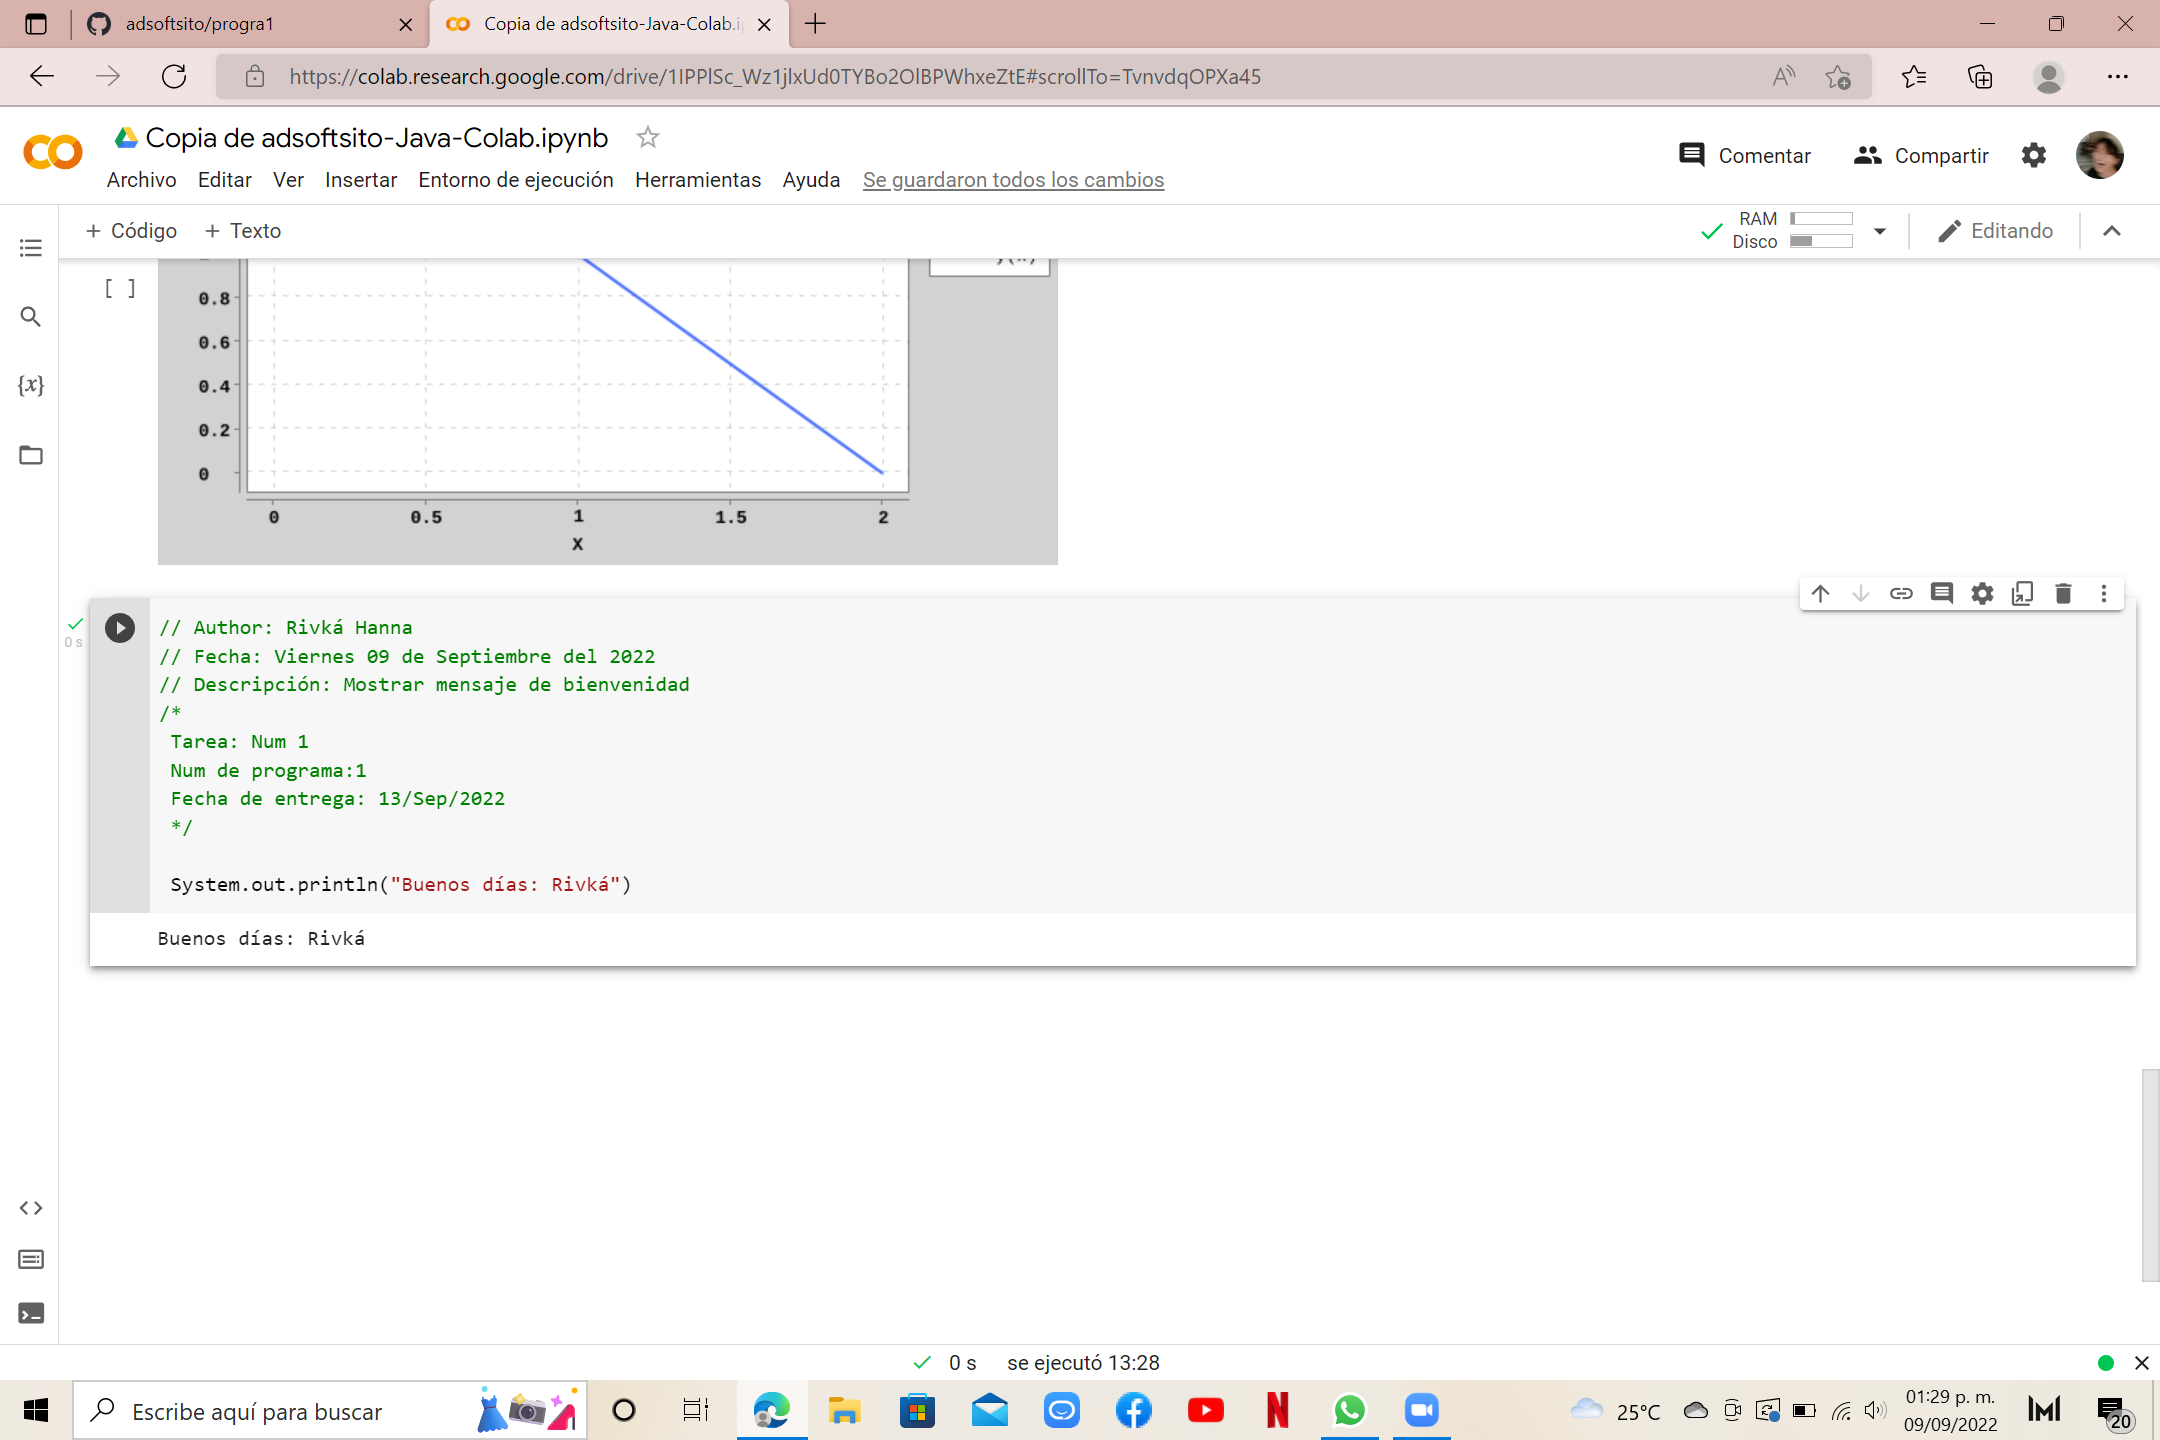 adsoftsito/progra1
Copia de adsoftsito-Java-Colab.i
https://colab.research.google.com/drive/1IPPlSc_Wz1jlxUd0TYBo2OlBPWhxeZtE#scrollTo=TvnvdqOPXa45
Copia de adsoftsito-Java-Colab.ipynb
Comentar
Compartir
Archivo Editar Ver Insertar Entorno de ejecución Herramientas Ayuda Se guardaron todos los cambios
+ Código + Texto
RAM
Disco
Editando
[ ]
0.8
0.6
0.4
0.2
0
0 0.5 1 1.5 2
X
0 s
// Author: Rivká Hanna
// Fecha: Viernes 09 de Septiembre del 2022
// Descripción: Mostrar mensaje de bienvenidad
/*
Tarea: Num 1
Num de programa:1
Fecha de entrega: 13/Sep/2022
*/
System.out.println("Buenos días: Rivká")
Buenos días: Rivká
0 s se ejecutó 13:28
Escribe aquí para buscar
25°C
01:29 p. m.
09/09/2022
20